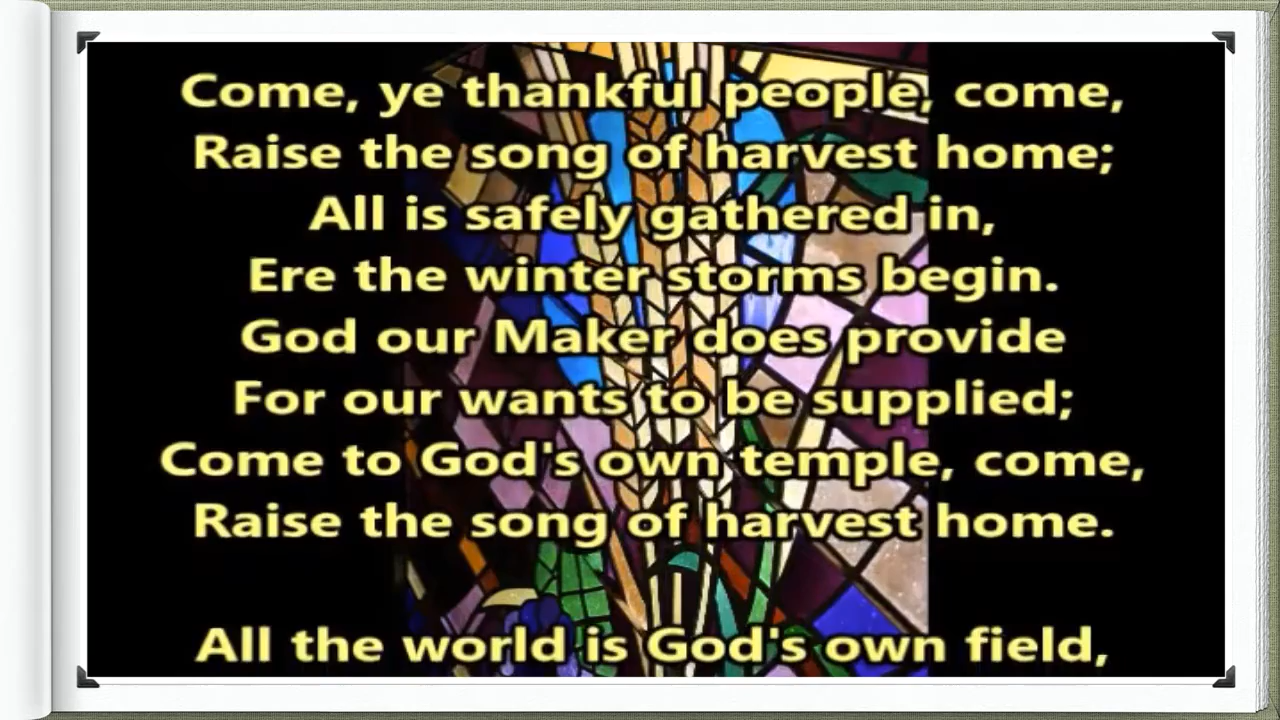 Come, ye thankful people, come,
Raise the song of harvest home;
All is safely gathered in,
Ere the winter storms begin.
God our Maker does provide
For our wants to be supplied;
Come to God's own temple, come,
Raise the song of harvest home.
All the world is God's own field,